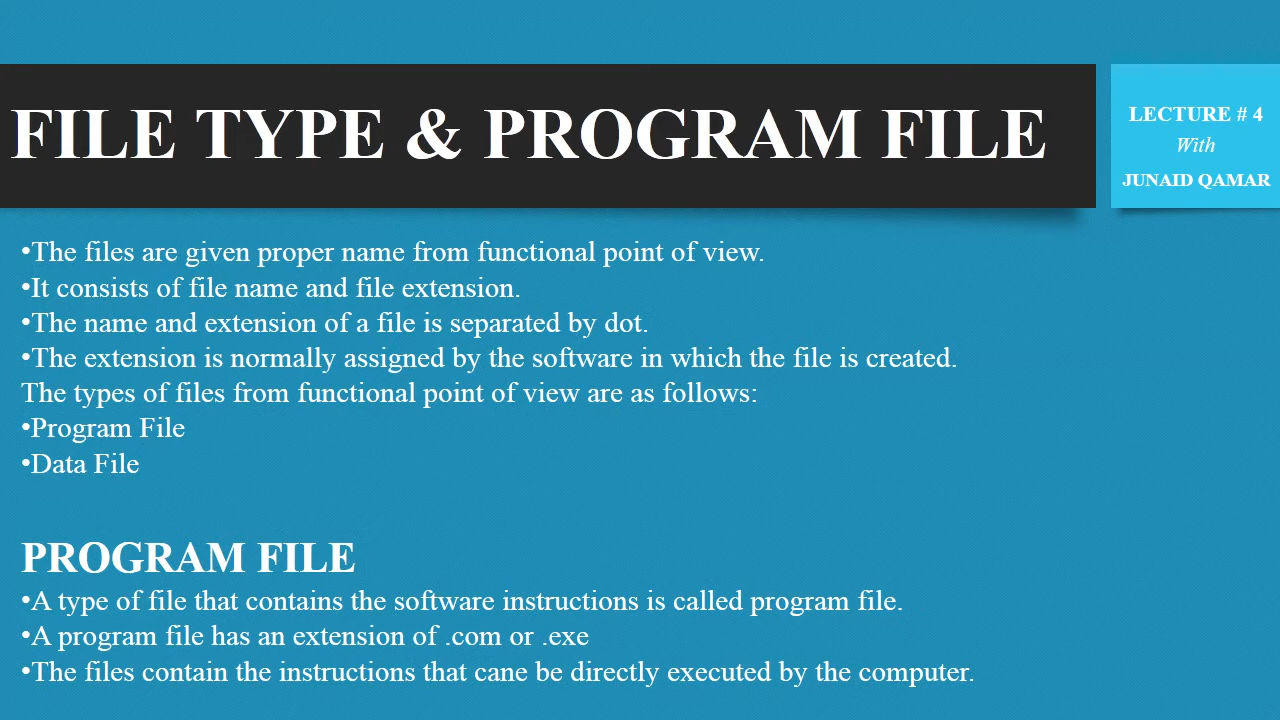 FILE TYPE & PROGRAM FILE
LECTURE # 4
With
JUNAID QAMAR
•The files are given proper name from functional point of view.
•It consists of file name and file extension.
•The name and extension of a file is separated by dot.
•The extension is normally assigned by the software in which the file is created.
The types of files from functional point of view are as follows:
•Program File
•Data File
PROGRAM FILE
•A type of file that contains the software instructions is called program file.
•A program file has an extension of .com or .exe
•The files contain the instructions that cane be directly executed by the computer.